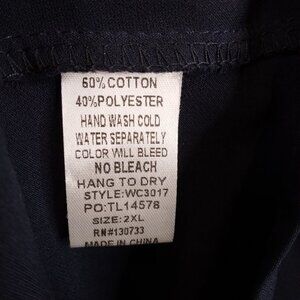 60% COTTON
40%POLYESTER
HAND WASH COLD
WATER SEPARATELY
COLOR WILL BLEED
NO BLEACH
HANG TO DRY
STYLE:WC3017
PO:TL14578
SIZE:2XL
RN#130733
MADE IN CHINA